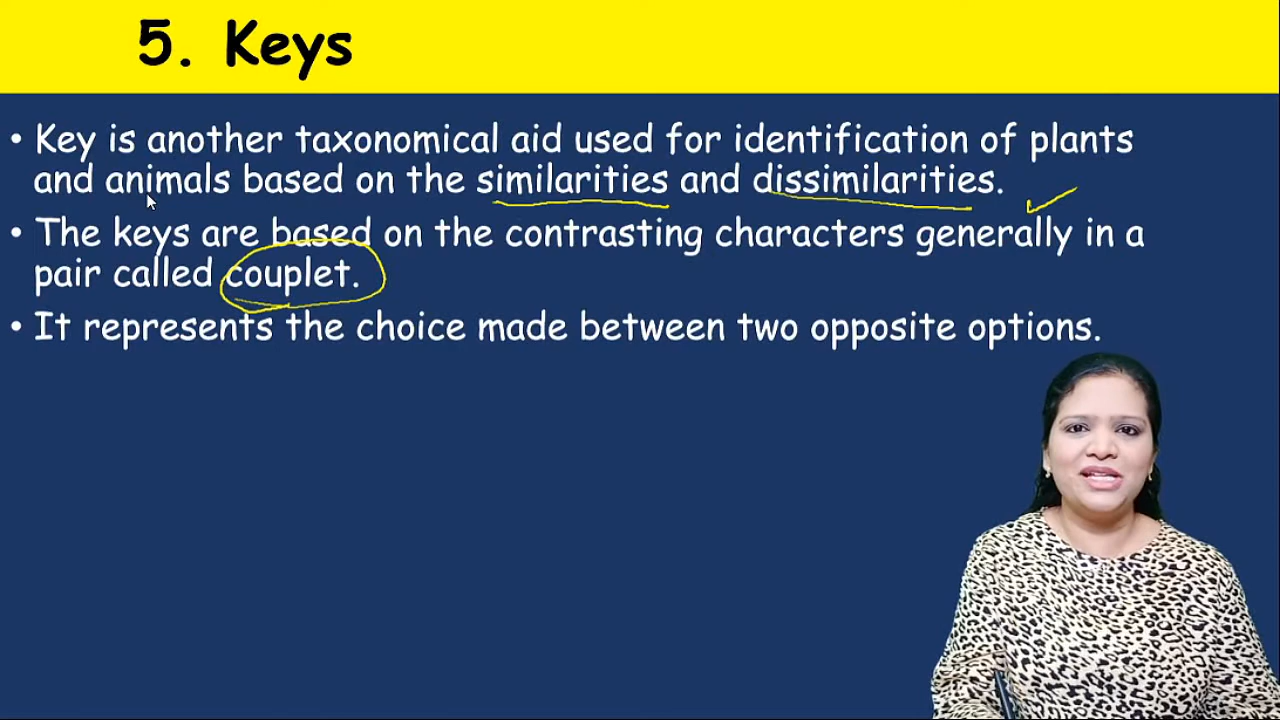 5. Keys
• Key is another taxonomical aid used for identification of plants
and animals based on the similarities and dissimilarities.
• The keys are based on the contrasting characters generally in a
pair called couplet.
• It represents the choice made between two opposite options.